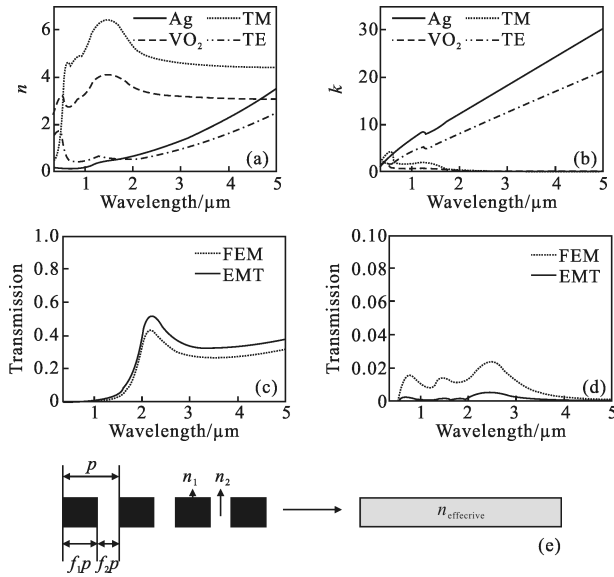 Ag TM
VO₂ TE
6
4
2
0
n
1 2 3 4 5
Wavelength/μm
(a)
Ag TM
VO₂ TE
30
20
10
0
k
1 2 3 4 5
Wavelength/μm
(b)
1.0
0.8
0.6
0.4
0.2
0
Transmission
FEM
EMT
1 2 3 4 5
Wavelength/μm
(c)
0.10
0.08
0.06
0.04
0.02
0
Transmission
FEM
EMT
1 2 3 4 5
Wavelength/μm
(d)
p
n₁ n₂
f₁p f₂p
n effecrive
(e)